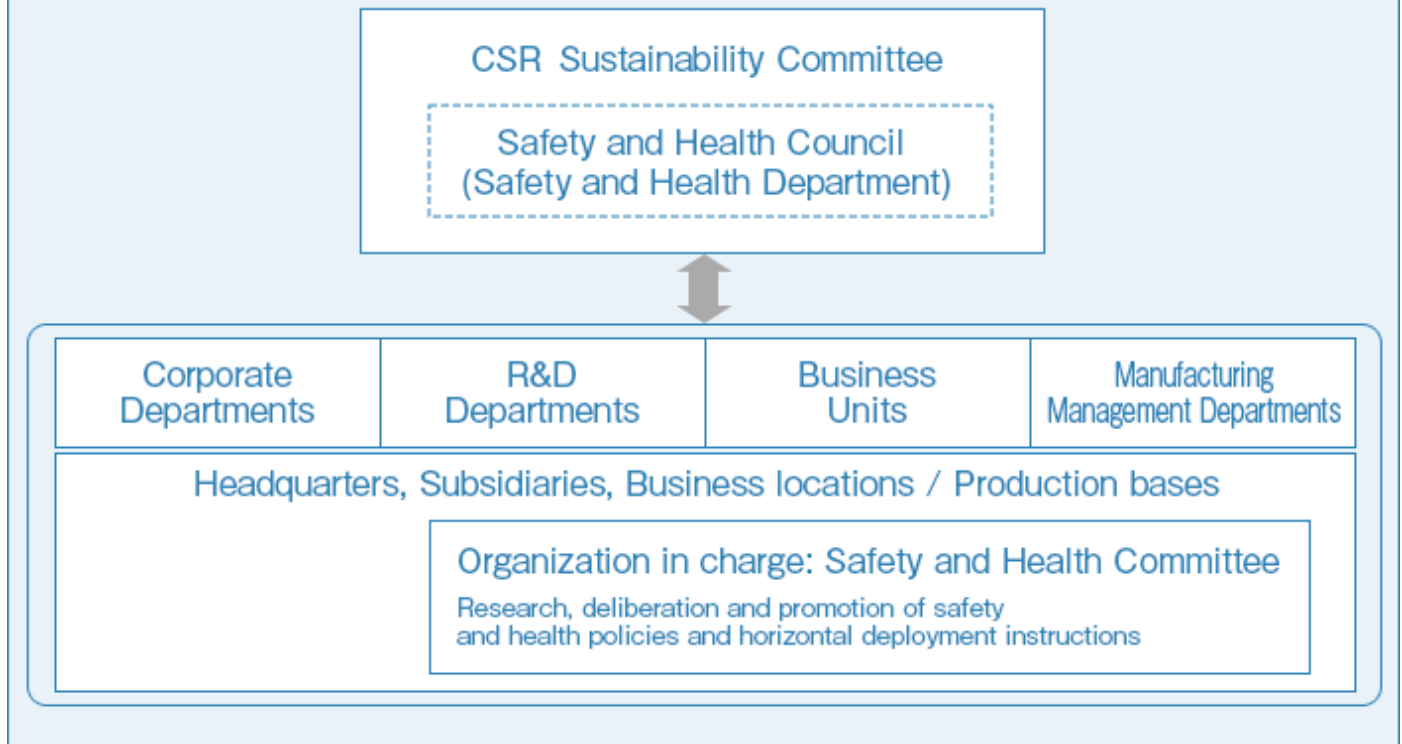 CSR Sustainability Committee
Safety and Health Council
(Safety and Health Department)
Corporate
Departments
R&D
Departments
Business
Units
Manufacturing
Management Departments
Headquarters, Subsidiaries, Business locations / Production bases
Organization in charge: Safety and Health Committee
Research, deliberation and promotion of safety
and health policies and horizontal deployment instructions